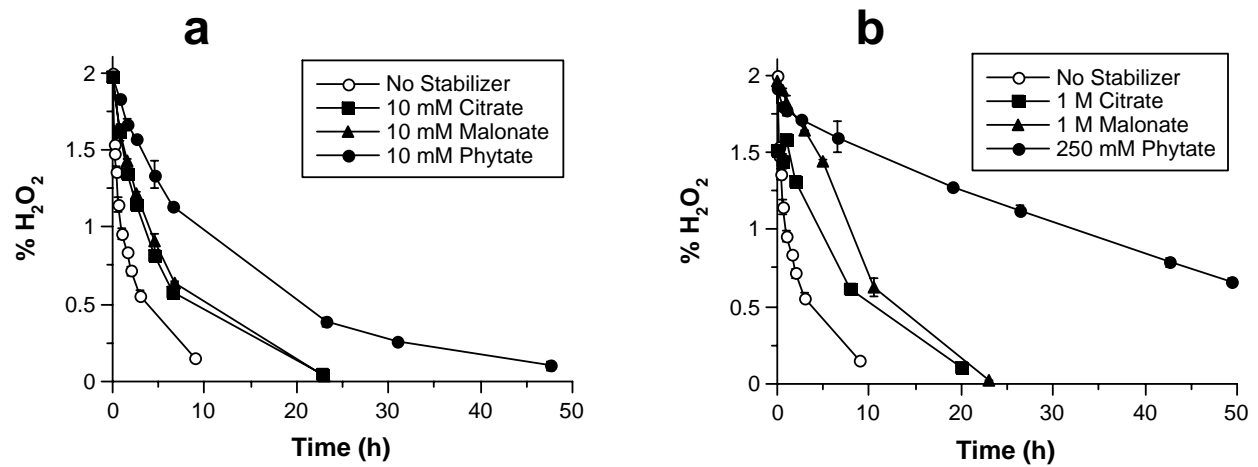 a
% H₂O₂
2
1.5
1
0.5
0
0
10
20
30
40
50
Time (h)
No Stabilizer
10 mM Citrate
10 mM Malonate
10 mM Phytate
b
% H₂O₂
2
1.5
1
0.5
0
0
10
20
30
40
50
Time (h)
No Stabilizer
1 M Citrate
1 M Malonate
250 mM Phytate